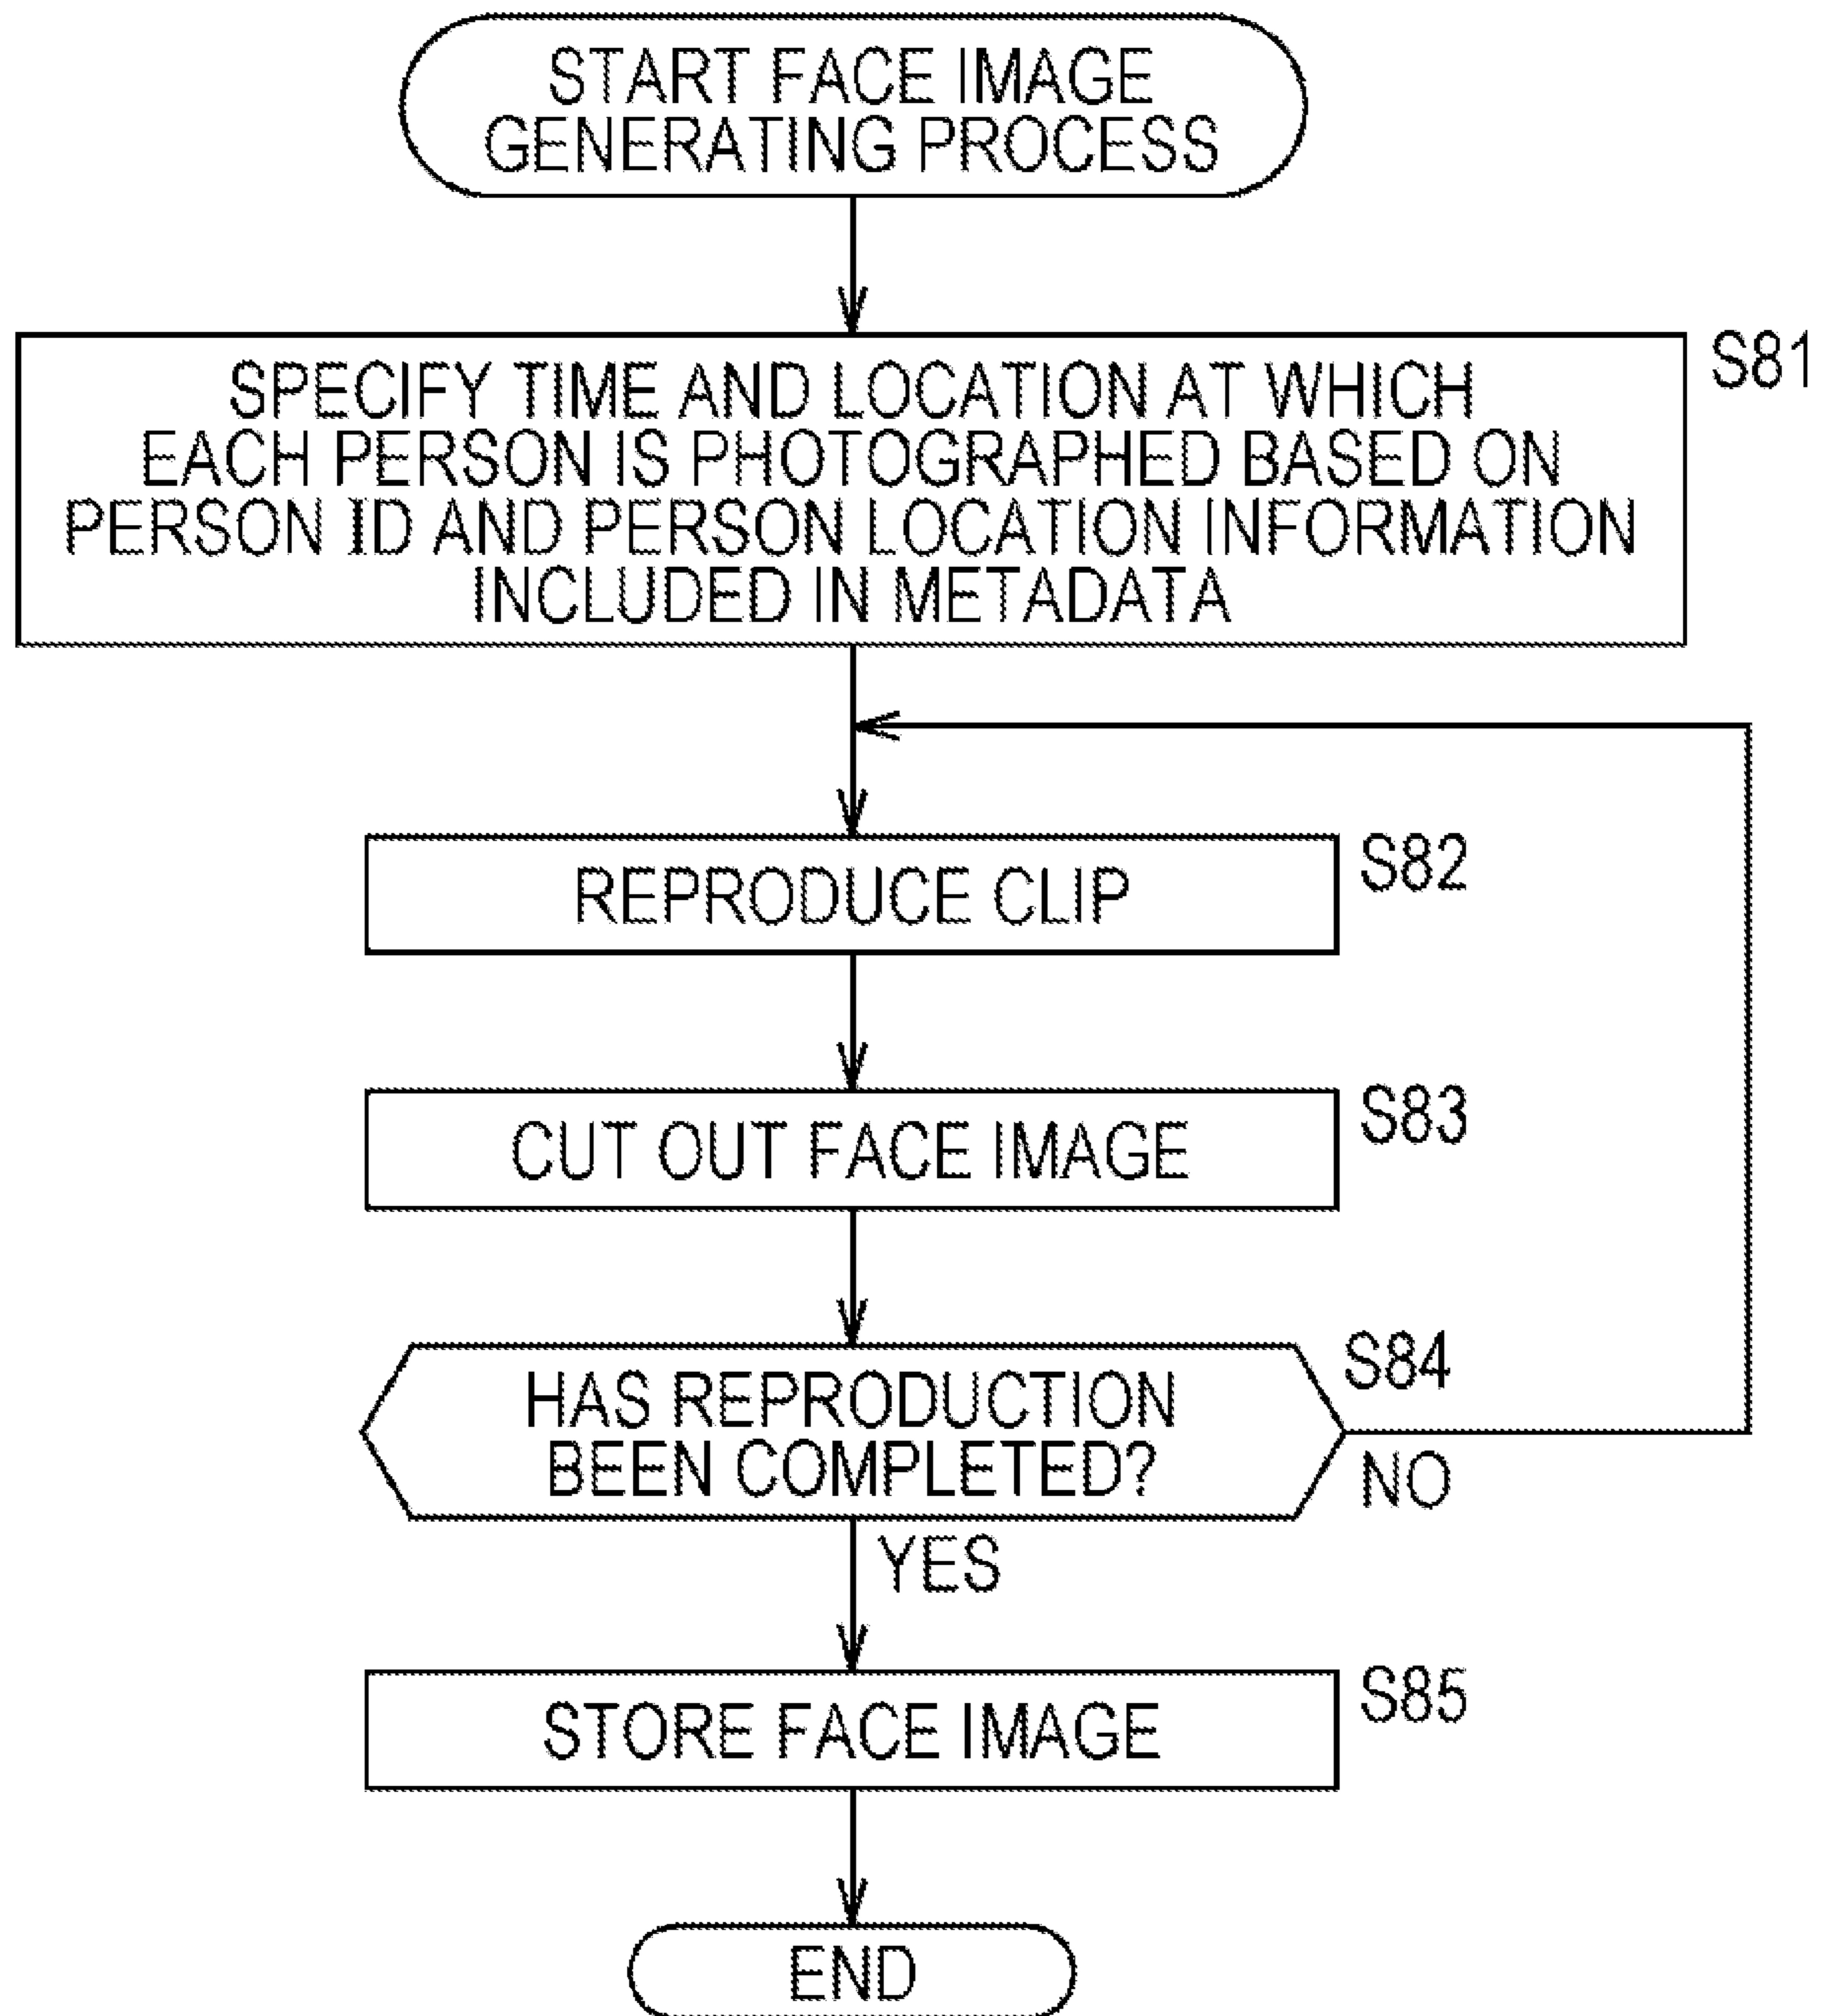 START FACE IMAGE
GENERATING PROCESS
S81
SPECIFY TIME AND LOCATION AT WHICH
EACH PERSON IS PHOTOGRAPHED BASED ON
PERSON ID AND PERSON LOCATION INFORMATION
INCLUDED IN METADATA
S82
REPRODUCE CLIP
S83
CUT OUT FACE IMAGE
S84
HAS REPRODUCTION
BEEN COMPLETED?
NO
YES
S85
STORE FACE IMAGE
END